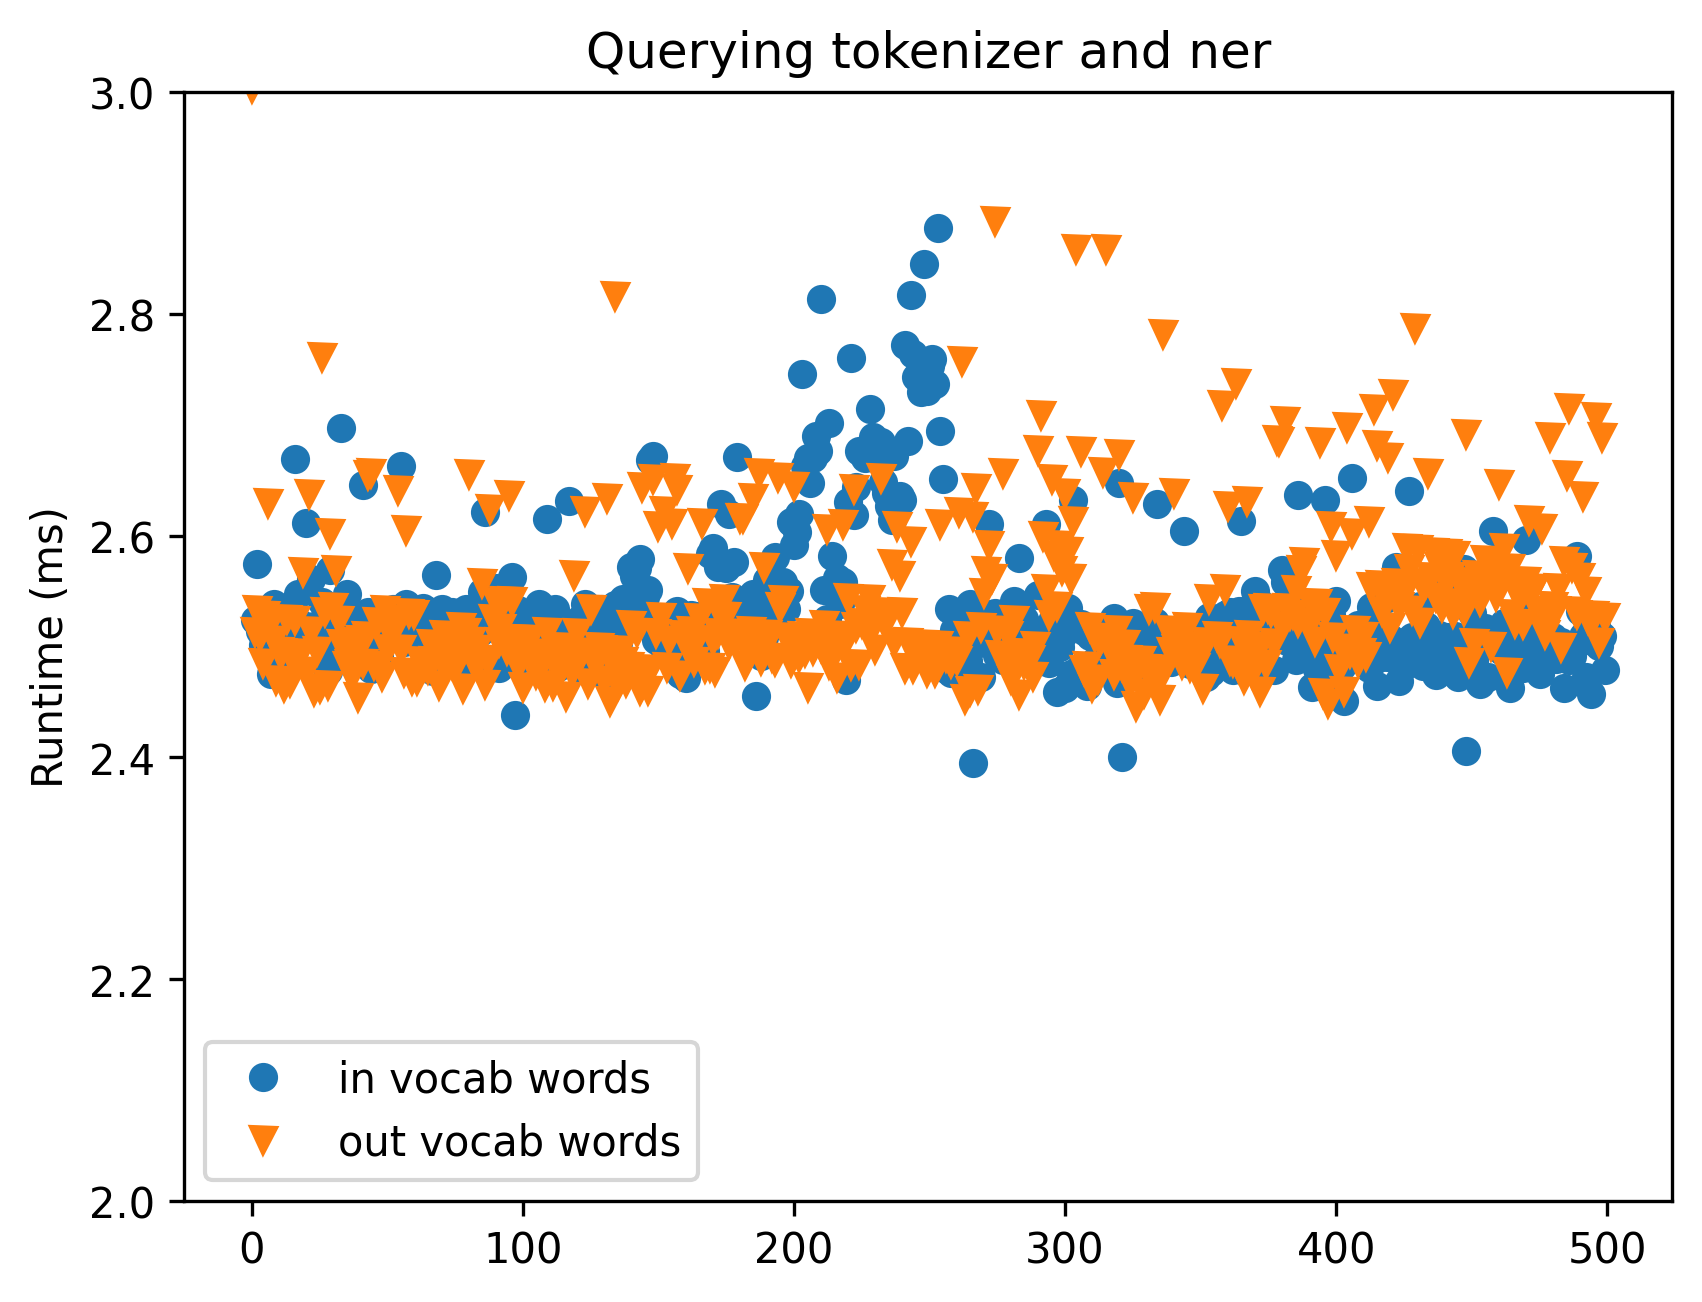 Querying tokenizer and ner
3.0
2.8
2.6
2.4
2.2
2.0
Runtime (ms)
in vocab words
out vocab words
0 100 200 300 400 500